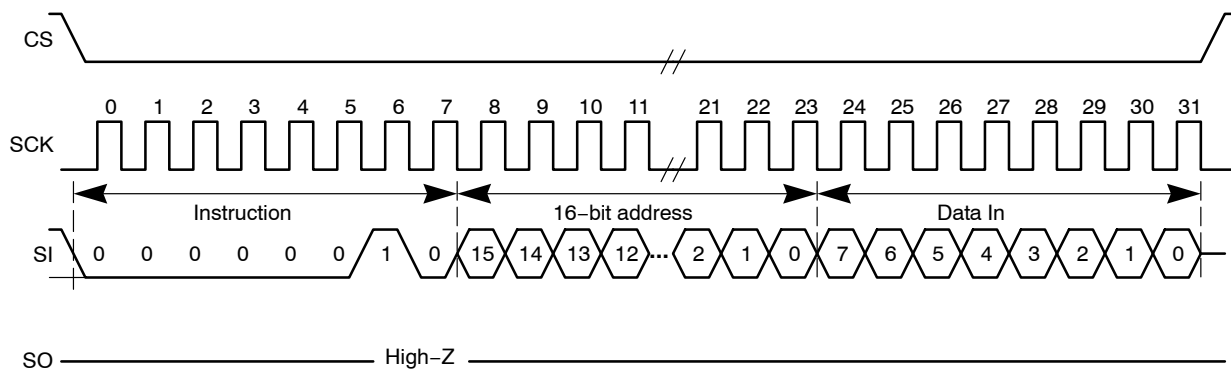 CS
0 1 2 3 4 5 6 7 8 9 10 11 21 22 23 24 25 26 27 28 29 30 31
SCK
Instruction 16−bit address Data In
SI 0 0 0 0 0 0 1 0 15 14 13 12 ... 2 1 0 7 6 5 4 3 2 1 0
SO High−Z